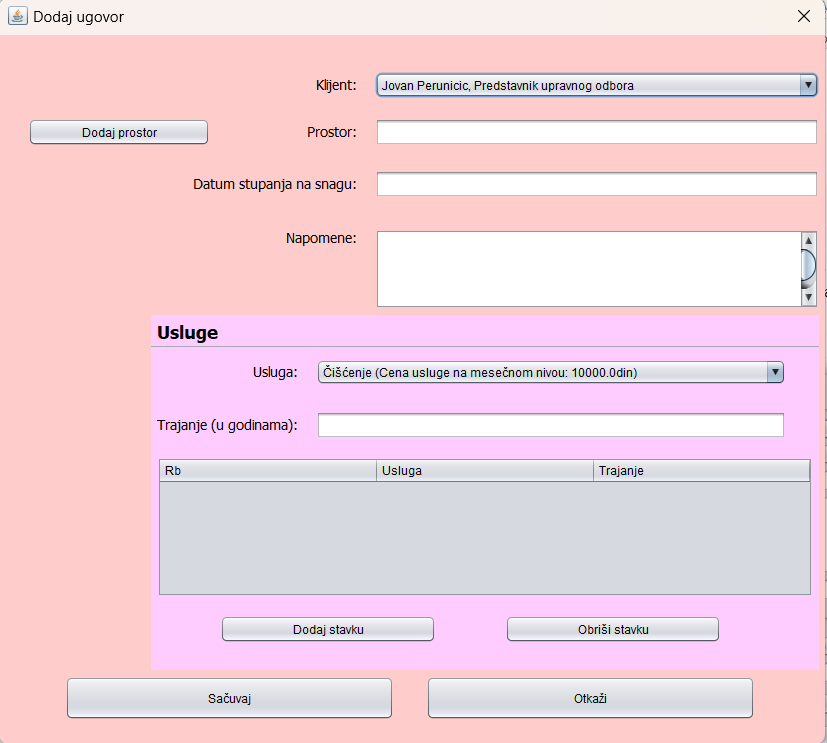 Dodaj ugovor
Klijent: Jovan Perunicic, Predstavnik upravnog odbora
Dodaj prostor Prostor:
Datum stupanja na snagu:
Napomene:
Usluge
Usluga: Čišćenje (Cena usluge na mesečnom nivou: 10000.0din)
Trajanje (u godinama):
Rb Usluga Trajanje
Dodaj stavku Obriši stavku
Sačuvaj Otkaži